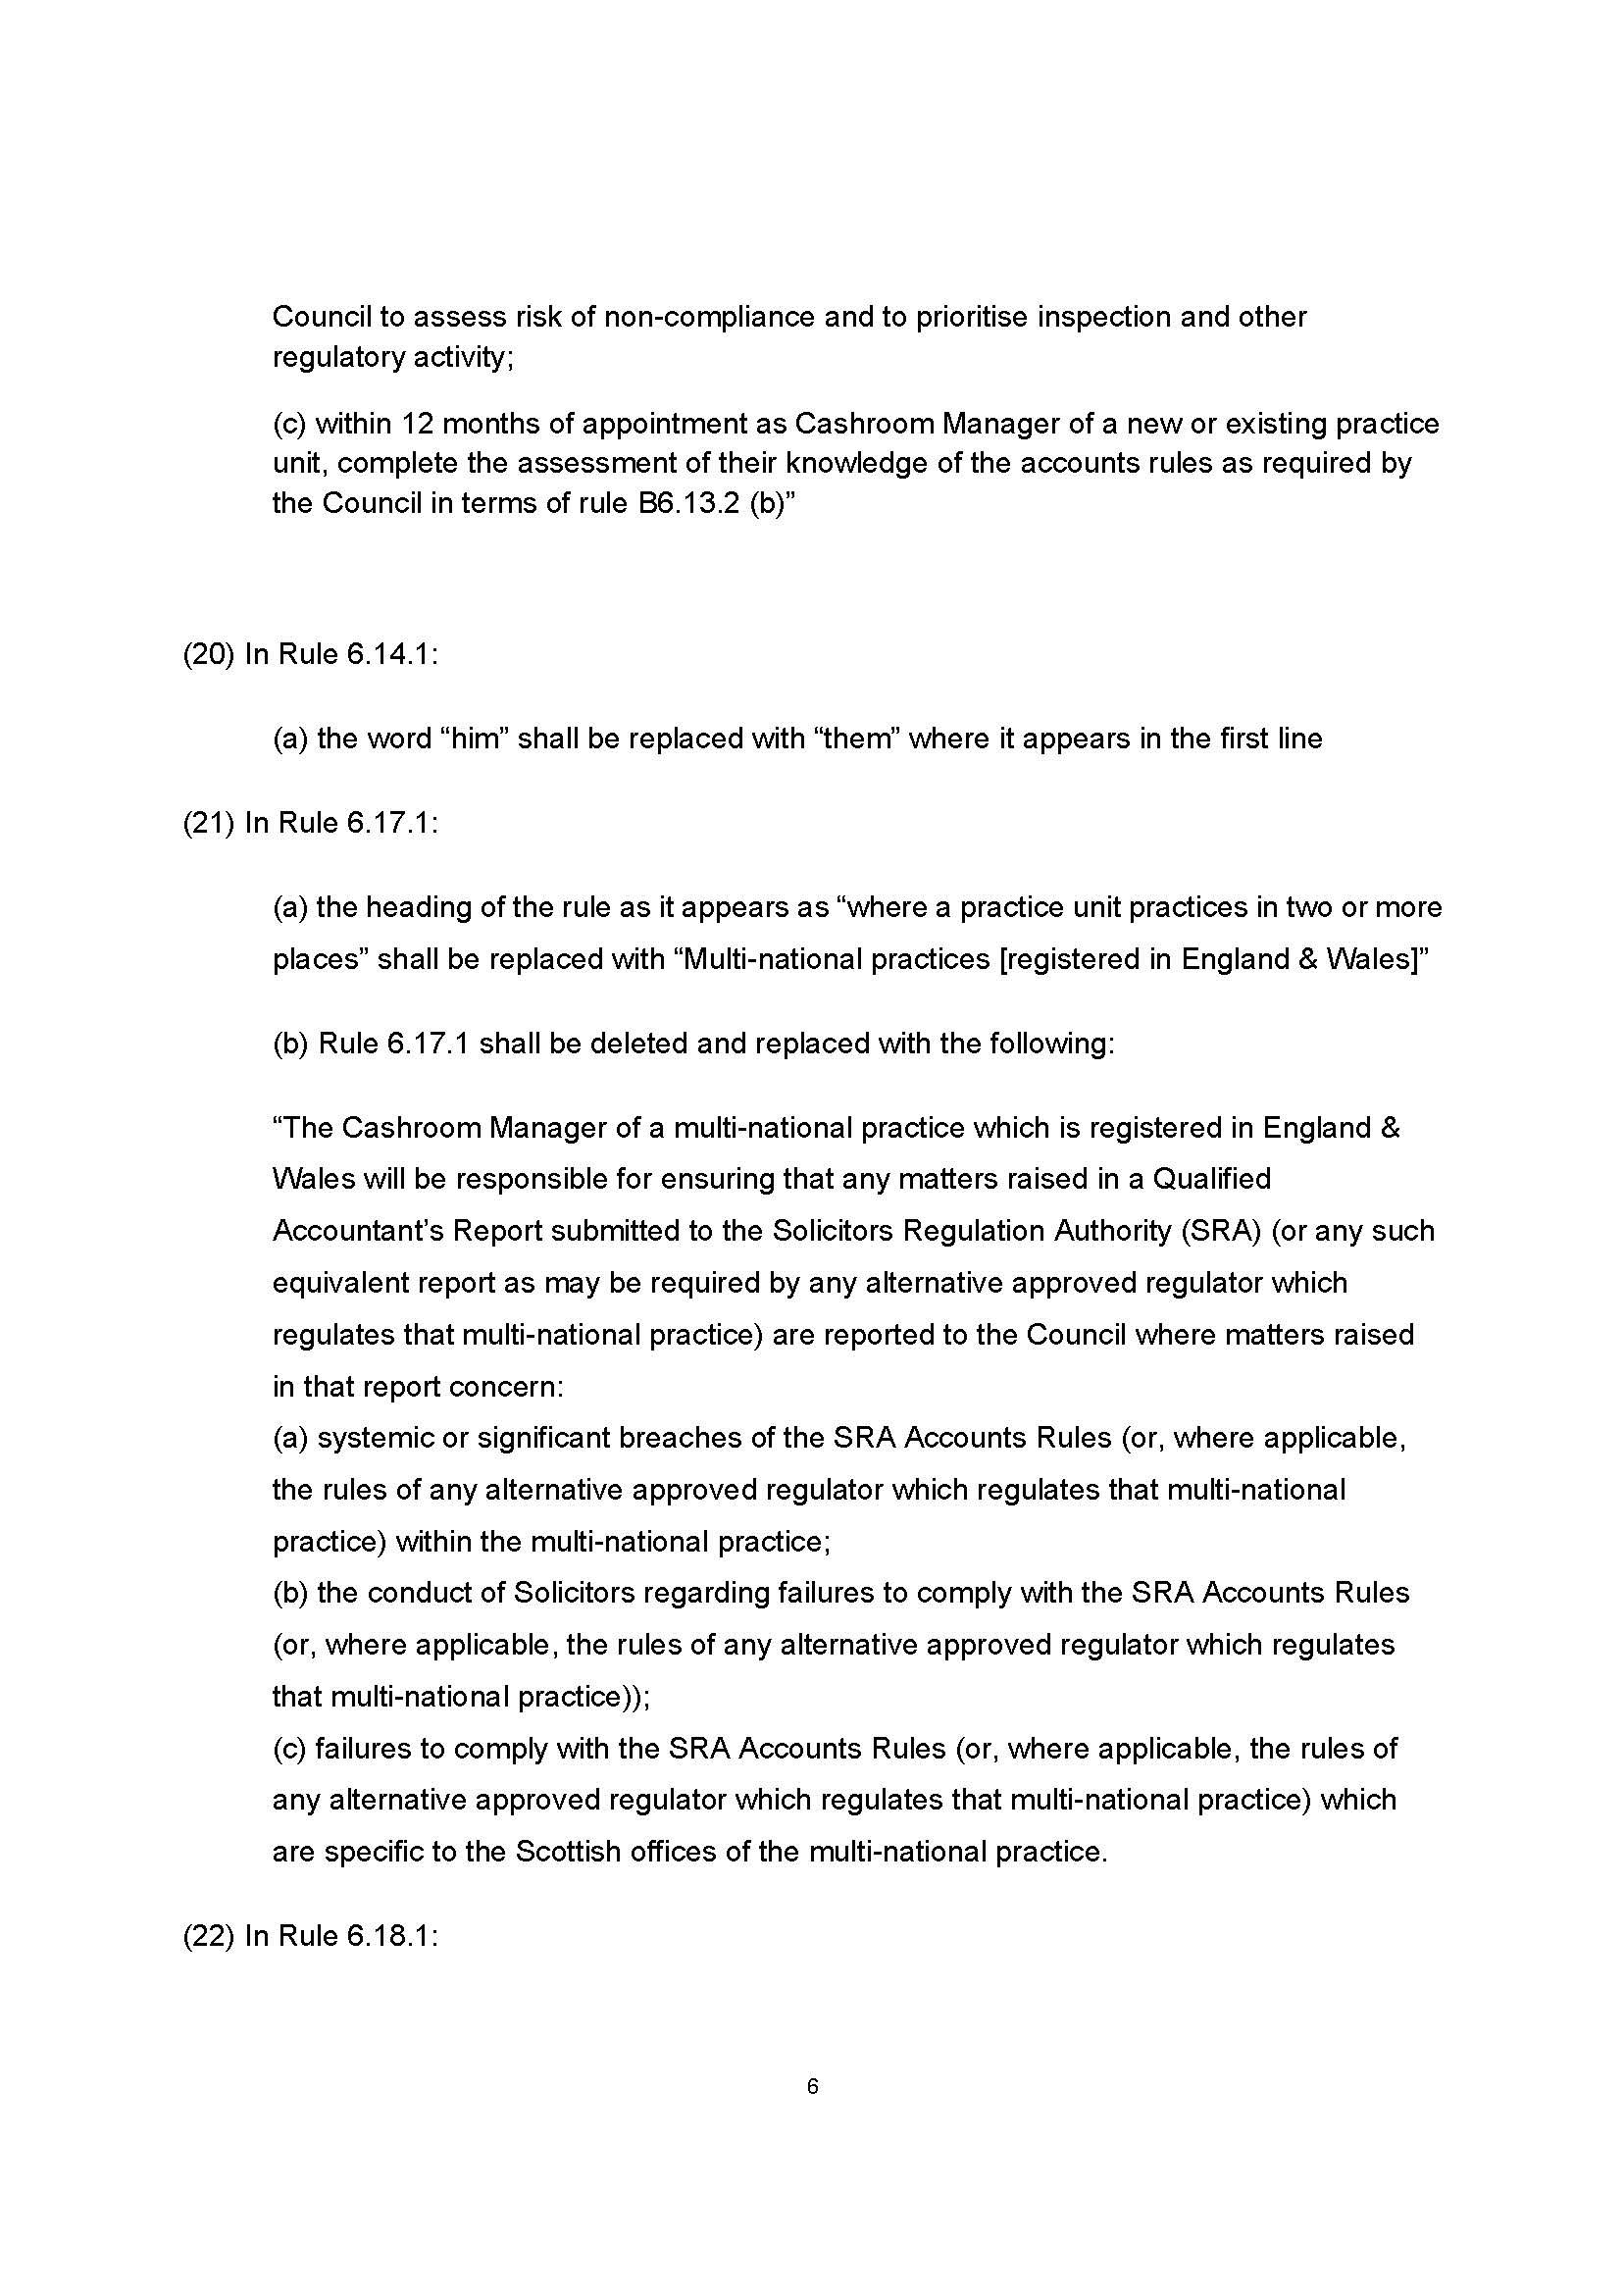 Council to assess risk of non-compliance and to prioritise inspection and other
regulatory activity;
(c) within 12 months of appointment as Cashroom Manager of a new or existing practice
unit, complete the assessment of their knowledge of the accounts rules as required by
the Council in terms of rule B6.13.2 (b)”
(20) In Rule 6.14.1:
(a) the word “him” shall be replaced with “them” where it appears in the first line
(21) In Rule 6.17.1:
(a) the heading of the rule as it appears as “where a practice unit practices in two or more
places” shall be replaced with “Multi-national practices [registered in England & Wales]”
(b) Rule 6.17.1 shall be deleted and replaced with the following:
“The Cashroom Manager of a multi-national practice which is registered in England &
Wales will be responsible for ensuring that any matters raised in a Qualified
Accountant’s Report submitted to the Solicitors Regulation Authority (SRA) (or any such
equivalent report as may be required by any alternative approved regulator which
regulates that multi-national practice) are reported to the Council where matters raised
in that report concern:
(a) systemic or significant breaches of the SRA Accounts Rules (or, where applicable,
the rules of any alternative approved regulator which regulates that multi-national
practice) within the multi-national practice;
(b) the conduct of Solicitors regarding failures to comply with the SRA Accounts Rules
(or, where applicable, the rules of any alternative approved regulator which regulates
that multi-national practice));
(c) failures to comply with the SRA Accounts Rules (or, where applicable, the rules of
any alternative approved regulator which regulates that multi-national practice) which
are specific to the Scottish offices of the multi-national practice.
(22) In Rule 6.18.1:
6